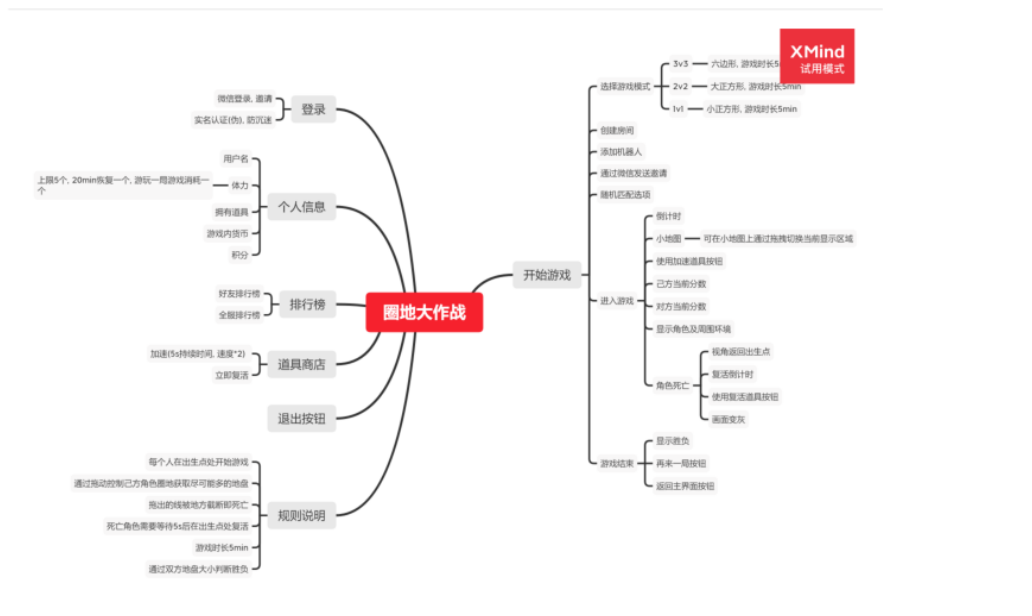 XMind
试用模式
圈地大作战
登录
微信登录, 邀请
实名认证(伪), 防沉迷
个人信息
用户名
体力
上限5个, 20min恢复一个, 游玩一局游戏消耗一
个
拥有道具
游戏内货币
积分
排行榜
好友排行榜
全服排行榜
道具商店
加速(5s持续时间, 速度*2)
立即复活
退出按钮
规则说明
每个人在出生点处开始游戏
通过拖动控制己方角色圈地获取尽可能多的地盘
拖出的线被地方截断即死亡
死亡角色需要等待5s后在出生点处复活
游戏时长5min
通过双方地盘大小判断胜负
开始游戏
选择游戏模式
3v3
六边形, 游戏时长5
2v2
大正方形, 游戏时长5min
1v1
小正方形, 游戏时长5min
创建房间
添加机器人
通过微信发送邀请
随机匹配选项
进入游戏
倒计时
小地图
可在小地图上通过拖拽切换当前显示区域
使用加速道具按钮
己方当前分数
对方当前分数
显示角色及周围环境
角色死亡
视角返回出生点
复活倒计时
使用复活道具按钮
画面变灰
游戏结束
显示胜负
再来一局按钮
返回主界面按钮